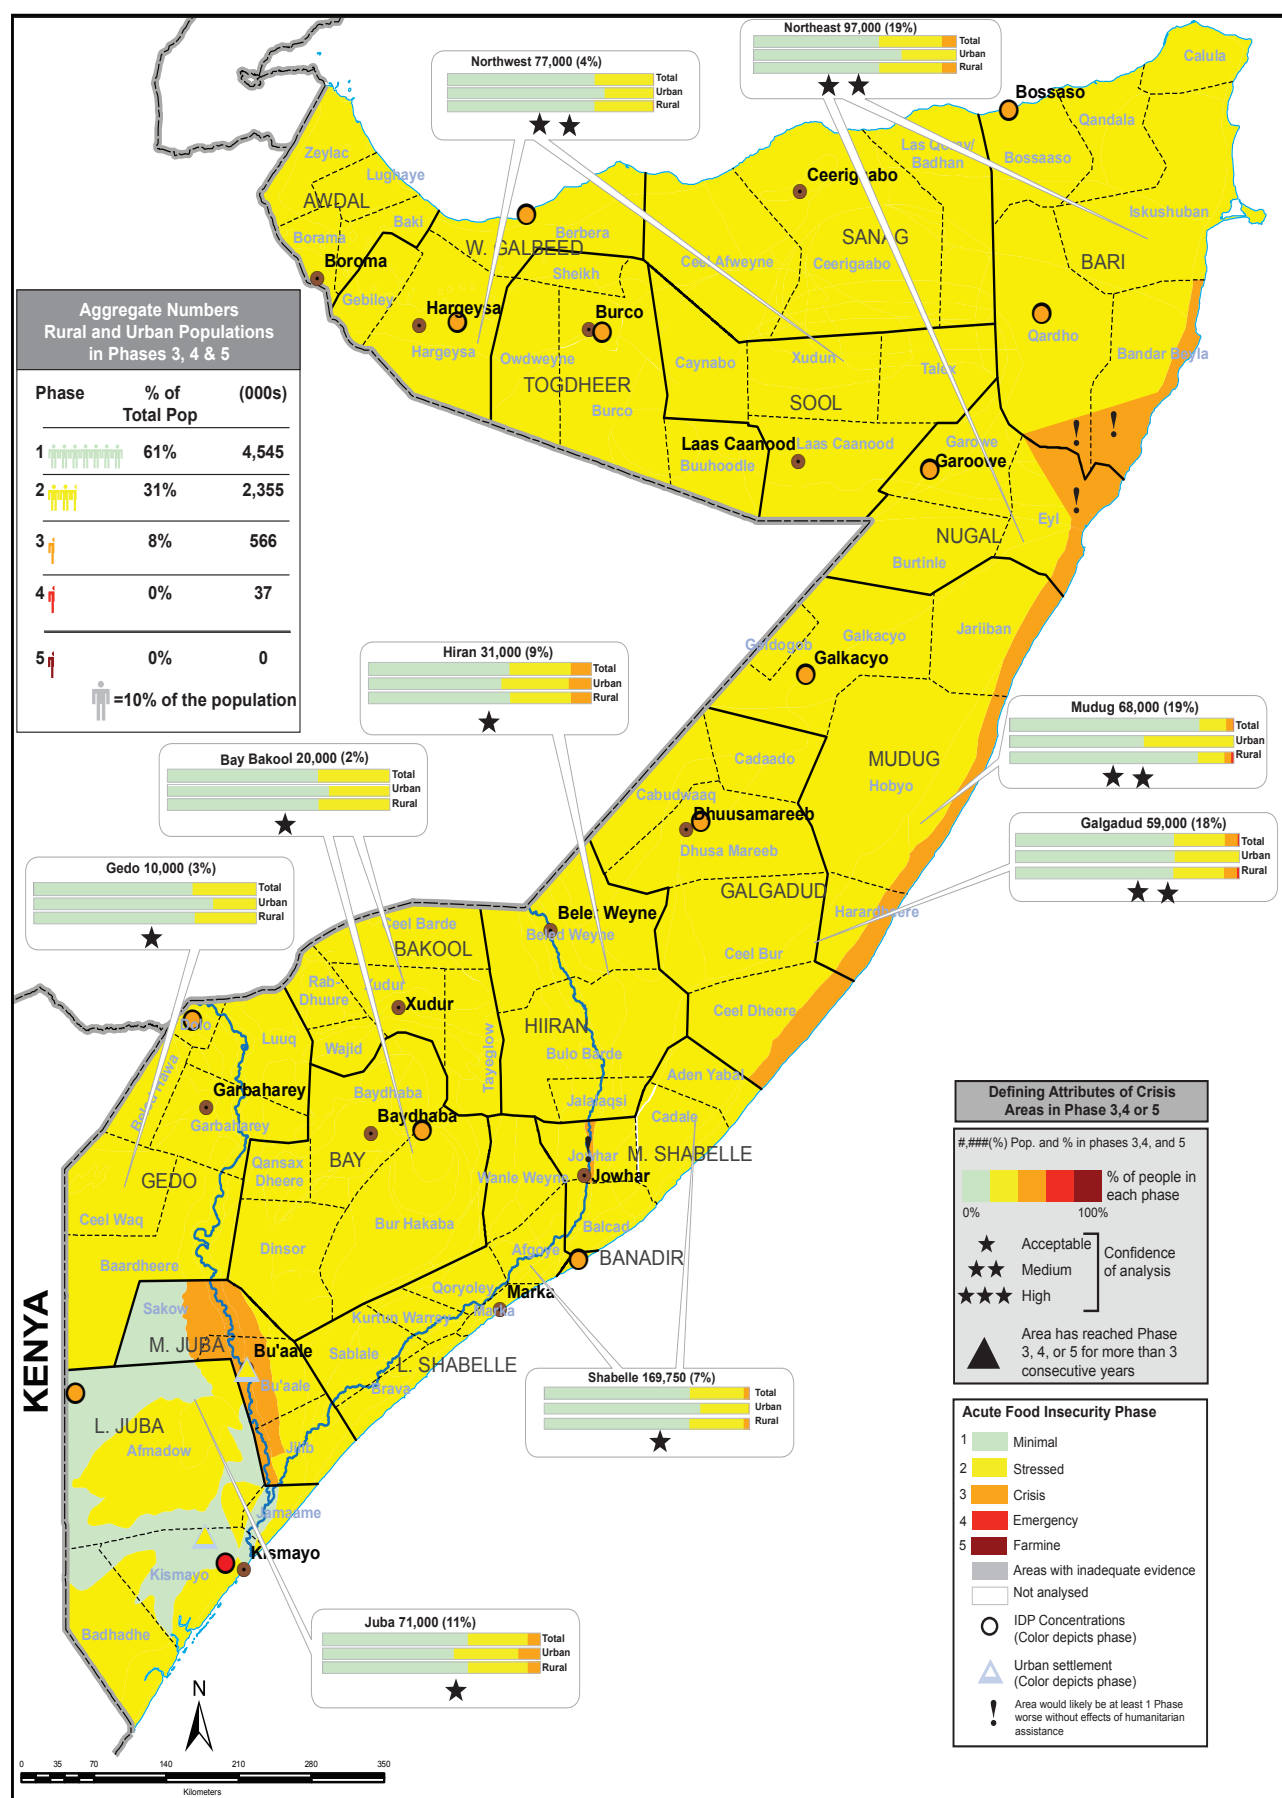 Northeast 97,000 (19%)
Total
Urban
Rural
Northwest 77,000 (4%)
Total
Urban
Rural
Calula
Bossaso
Qandala
Bossaaso
Las Qoray/
Badhan
Zeylac
Lughaye
AWDAL
Baki
Borama
Boroma
Gebiley
W. GALBEED
Berbera
Sheikh
Ceerigaabo
SANAG
Ceel Afweyne
Ceerigaabo
Iskushuban
BARI
Hargeysa
Hargeysa
Burco
Owdweyne
TOGDHEER
Burco
Caynabo
Xudun
Talex
SOOL
Qardho
Bandar Beyla
Laas Caanood
Laas Caanood
Buuhoodle
Garowe
Garoowe
Eyl
NUGAL
Burtinle
Aggregate Numbers
Rural and Urban Populations
in Phases 3, 4 & 5
Phase % of (000s)
Total Pop
1 61% 4,545
2 31% 2,355
3 8% 566
4 0% 37
5 0% 0
=10% of the population
Galdogob
Galkacyo
Jariiban
Galkacyo
Hiran 31,000 (9%)
Total
Urban
Rural
Mudug 68,000 (19%)
Total
Urban
Rural
MUDUG
Hobyo
Cadaado
Cabudwaaq
Dhuusamareeb
Dhusa Mareeb
Bay Bakool 20,000 (2%)
Total
Urban
Rural
Galgadud 59,000 (18%)
Total
Urban
Rural
GALGADUD
Harardheere
Ceel Bur
Ceel Dheere
Gedo 10,000 (3%)
Total
Urban
Rural
Ceel Barde
BAKOOL
Rab-
Dhuure
Xudur
Xudur
Wajid
Tayeglow
Belet Weyne
Beled Weyne
HIIRAN
Bulo Barde
Jalalaqsi
Aden Yabal
Cadale
Dolo
Luuq
Beled Hawa
Garbaharey
Garbaharey
Baydhaba
Baydhaba
Qansax
Dheere
BAY
GEDO
Ceel Waq
Bur Hakaba
Dinsor
Baardheere
Wanle Weyne
Jowhar
Jowhar
M. SHABELLE
Balcad
BANADIR
Afgoye
Qoryoley
Marka
Marka
Kurtun Warrey
Sablale
L. SHABELLE
Brava
KENYA
Sakow
M. JUBA
Bu'aale
Bu'aale
L. JUBA
Afmadow
Jilib
Jamaame
Kismayo
Kismayo
Badhadhe
Shabelle 169,750 (7%)
Total
Urban
Rural
Juba 71,000 (11%)
Total
Urban
Rural
Defining Attributes of Crisis
Areas in Phase 3,4 or 5
#,###(%) Pop. and % in phases 3,4, and 5
% of people in
each phase
0% 100%
Acceptable
Medium
High
Confidence
of analysis
Area has reached Phase
3, 4, or 5 for more than 3
consecutive years
Acute Food Insecurity Phase
1 Minimal
2 Stressed
3 Crisis
4 Emergency
5 Farmine
Areas with inadequate evidence
Not analysed
IDP Concentrations
(Color depicts phase)
Urban settlement
(Color depicts phase)
! Area would likely be at least 1 Phase
worse without effects of humanitarian
assistance
N
0 35 70 140 210 280 350
Kilometers